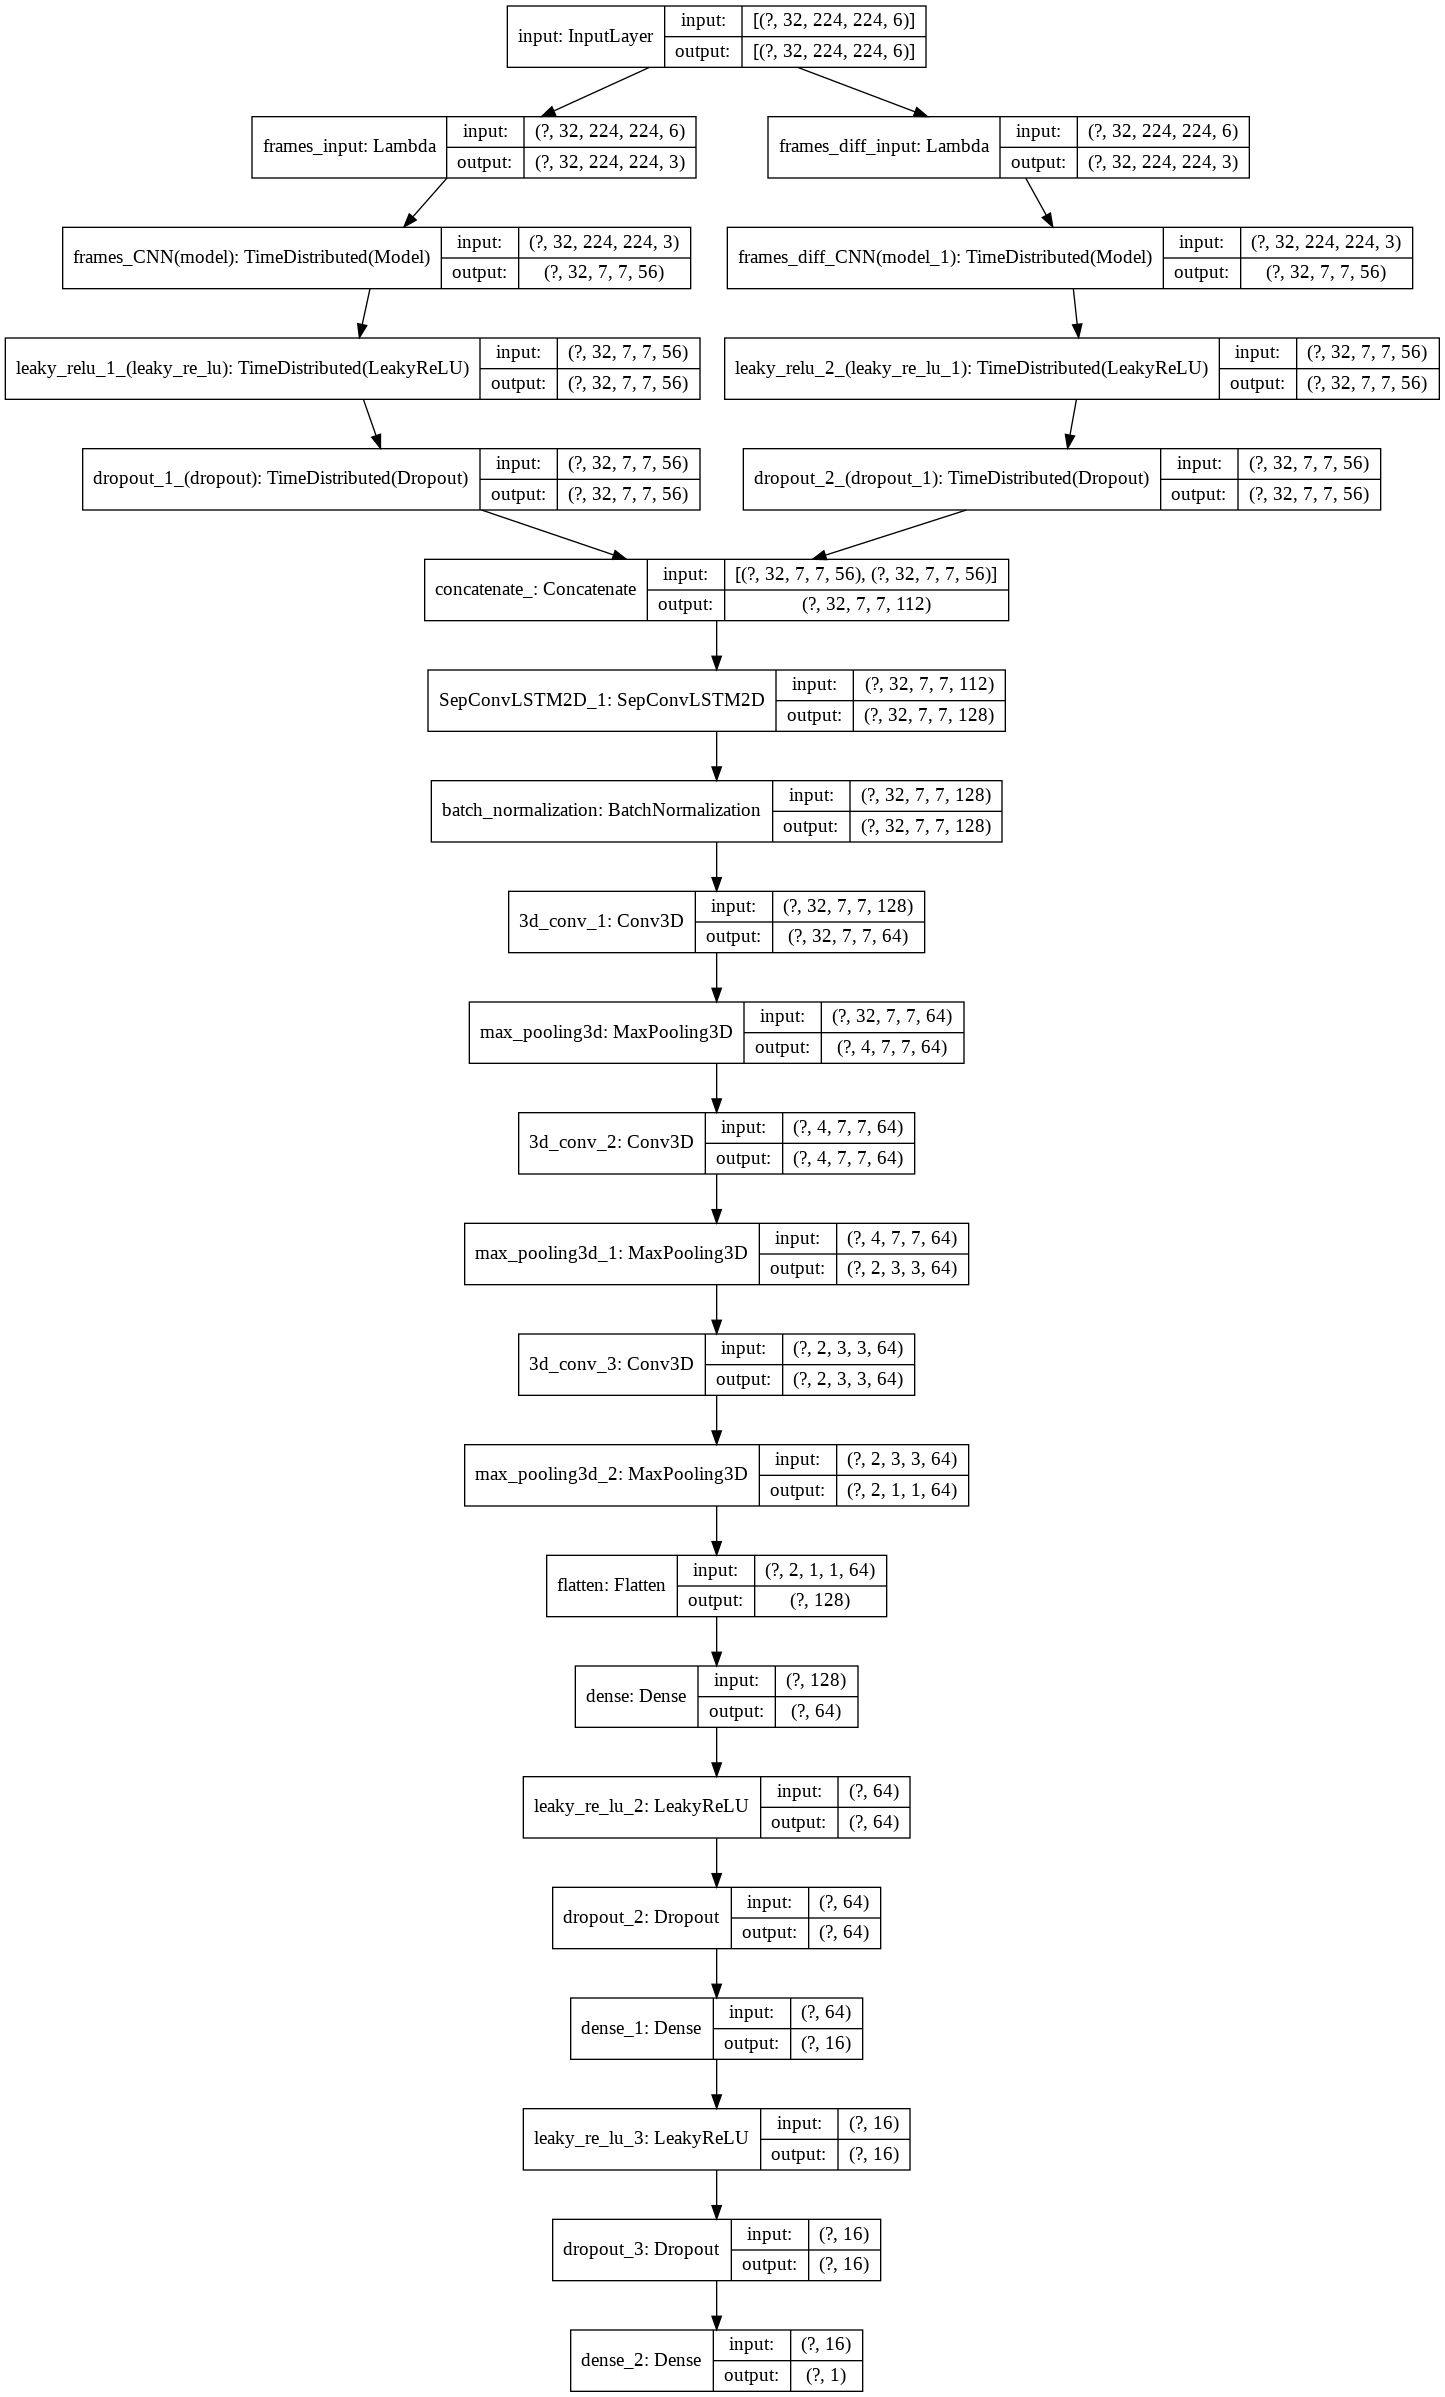 input: InputLayer
input:
[(?, 32, 224, 224, 6)]
output:
[(?, 32, 224, 224, 6)]
frames_input: Lambda
input:
(?, 32, 224, 224, 6)
output:
(?, 32, 224, 224, 3)
frames_diff_input: Lambda
input:
(?, 32, 224, 224, 6)
output:
(?, 32, 224, 224, 3)
frames_CNN(model): TimeDistributed(Model)
input:
(?, 32, 224, 224, 3)
output:
(?, 32, 7, 7, 56)
frames_diff_CNN(model_1): TimeDistributed(Model)
input:
(?, 32, 224, 224, 3)
output:
(?, 32, 7, 7, 56)
leaky_relu_1_(leaky_re_lu): TimeDistributed(LeakyReLU)
input:
(?, 32, 7, 7, 56)
output:
(?, 32, 7, 7, 56)
leaky_relu_2_(leaky_re_lu_1): TimeDistributed(LeakyReLU)
input:
(?, 32, 7, 7, 56)
output:
(?, 32, 7, 7, 56)
dropout_1_(dropout): TimeDistributed(Dropout)
input:
(?, 32, 7, 7, 56)
output:
(?, 32, 7, 7, 56)
dropout_2_(dropout_1): TimeDistributed(Dropout)
input:
(?, 32, 7, 7, 56)
output:
(?, 32, 7, 7, 56)
concatenate_: Concatenate
input:
[(?, 32, 7, 7, 56), (?, 32, 7, 7, 56)]
output:
(?, 32, 7, 7, 112)
SepConvLSTM2D_1: SepConvLSTM2D
input:
(?, 32, 7, 7, 112)
output:
(?, 32, 7, 7, 128)
batch_normalization: BatchNormalization
input:
(?, 32, 7, 7, 128)
output:
(?, 32, 7, 7, 128)
3d_conv_1: Conv3D
input:
(?, 32, 7, 7, 128)
output:
(?, 32, 7, 7, 64)
max_pooling3d: MaxPooling3D
input:
(?, 32, 7, 7, 64)
output:
(?, 4, 7, 7, 64)
3d_conv_2: Conv3D
input:
(?, 4, 7, 7, 64)
output:
(?, 4, 7, 7, 64)
max_pooling3d_1: MaxPooling3D
input:
(?, 4, 7, 7, 64)
output:
(?, 2, 3, 3, 64)
3d_conv_3: Conv3D
input:
(?, 2, 3, 3, 64)
output:
(?, 2, 3, 3, 64)
max_pooling3d_2: MaxPooling3D
input:
(?, 2, 3, 3, 64)
output:
(?, 2, 1, 1, 64)
flatten: Flatten
input:
(?, 2, 1, 1, 64)
output:
(?, 128)
dense: Dense
input:
(?, 128)
output:
(?, 64)
leaky_re_lu_2: LeakyReLU
input:
(?, 64)
output:
(?, 64)
dropout_2: Dropout
input:
(?, 64)
output:
(?, 64)
dense_1: Dense
input:
(?, 64)
output:
(?, 16)
leaky_re_lu_3: LeakyReLU
input:
(?, 16)
output:
(?, 16)
dropout_3: Dropout
input:
(?, 16)
output:
(?, 16)
dense_2: Dense
input:
(?, 16)
output:
(?, 1)